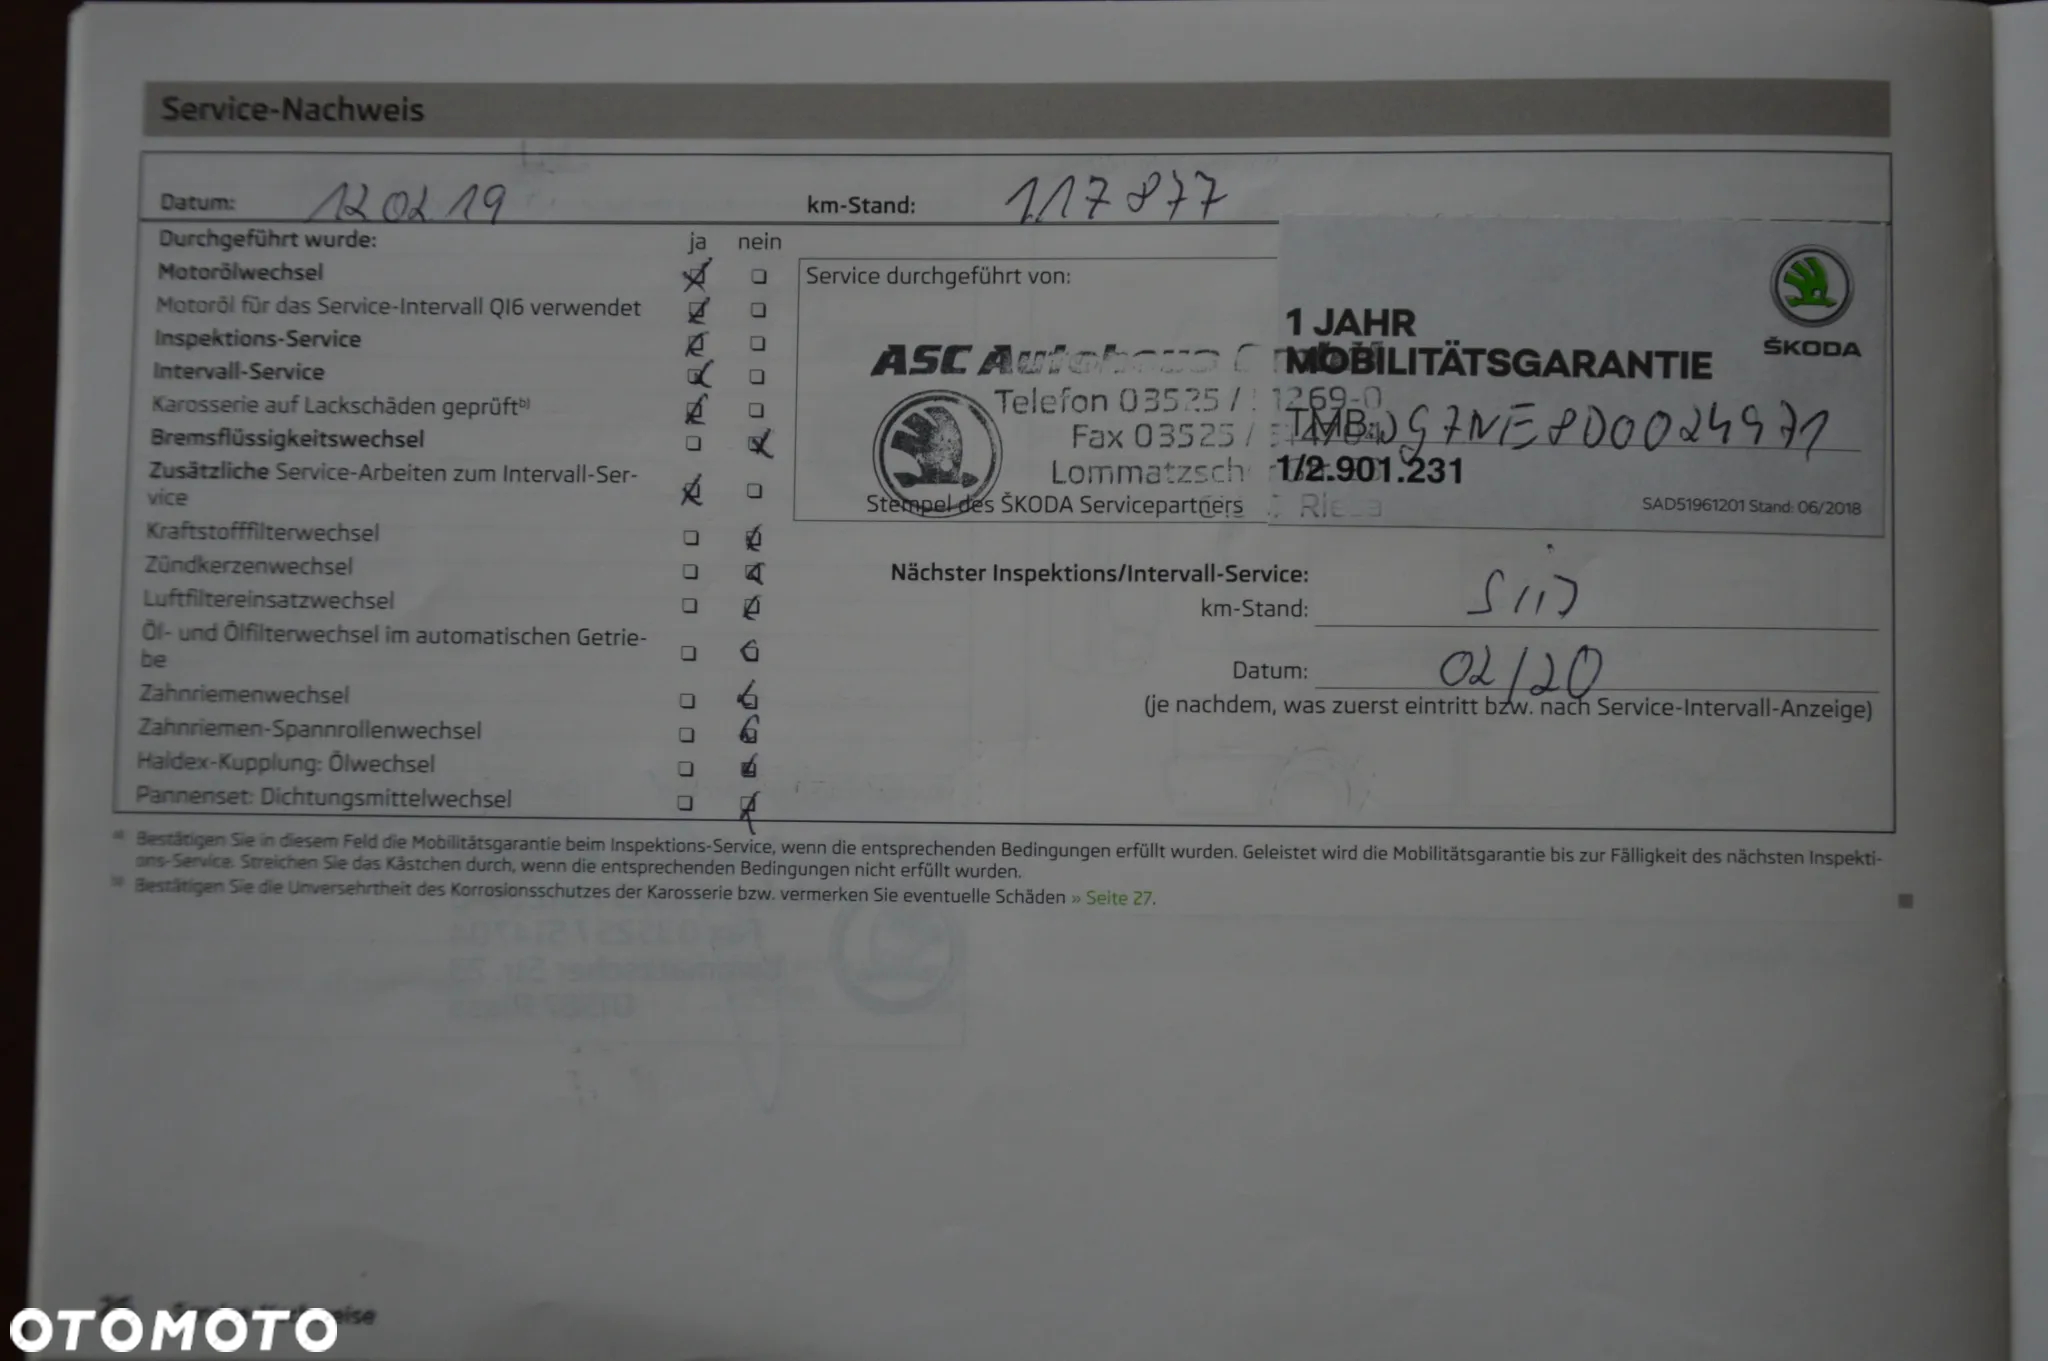 Service-Nachweis
Datum: 12 02 19 km-Stand: 117 877
Durchgeführt wurde: ja nein
Motorölwechsel
Motoröl für das Service-Intervall QI6 verwendet
Inspektions-Service
Intervall-Service
Karosserie auf Lackschäden geprüft b)
Bremsflüssigkeitswechsel
Zusätzliche Service-Arbeiten zum Intervall-Ser-
vice
Kraftstofffilterwechsel
Zündkerzenwechsel
Luftfiltereinsatzwechsel
Öl- und Ölfilterwechsel im automatischen Getrie-
be
Zahnriemenwechsel
Zahnriemen-Spannrollenwechsel
Haldex-Kupplung: Ölwechsel
Pannenset: Dichtungsmittelwechsel
Service durchgeführt von:
ASC Autohaus
Telefon 03525 / 269-0
Fax 03525 /
Lommatzsch
Riesa
Stempel des ŠKODA Servicepartners
1 JAHR
MOBILITÄTSGARANTIE
ŠKODA
TMB
1/2.901.231
SAD51961201 Stand: 06/2018
Nächster Inspektions/Intervall-Service:
km-Stand:
Datum: 02/20
(je nachdem, was zuerst eintritt bzw. nach Service-Intervall-Anzeige)
a) Bestätigen Sie in diesem Feld die Mobilitätsgarantie beim Inspektions-Service, wenn die entsprechenden Bedingungen erfüllt wurden. Geleistet wird die Mobilitätsgarantie bis zur Fälligkeit des nächsten Inspekti-
ons-Service. Streichen Sie das Kästchen durch, wenn die entsprechenden Bedingungen nicht erfüllt wurden.
b) Bestätigen Sie die Unversehrtheit des Korrosionsschutzes der Karosserie bzw. vermerken Sie eventuelle Schäden » Seite 27.
OTOMOTO